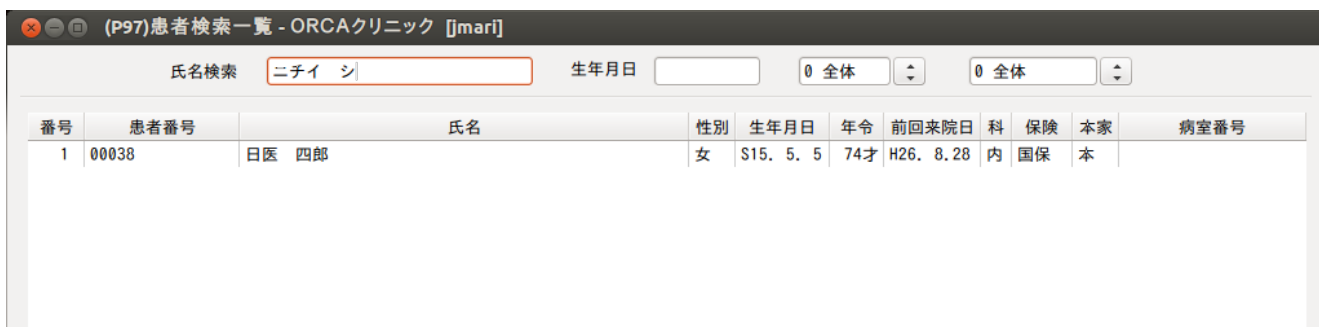 (P97)患者検索一覧 - ORCAクリニック [jmari]
氏名検索 ニチイ　シ 生年月日 0 全体 0 全体
番号 患者番号 氏名 性別 生年月日 年令 前回来院日 科 保険 本家 病室番号
1 00038 日医　四郎 女 S15. 5. 5 74才 H26. 8.28 内 国保 本